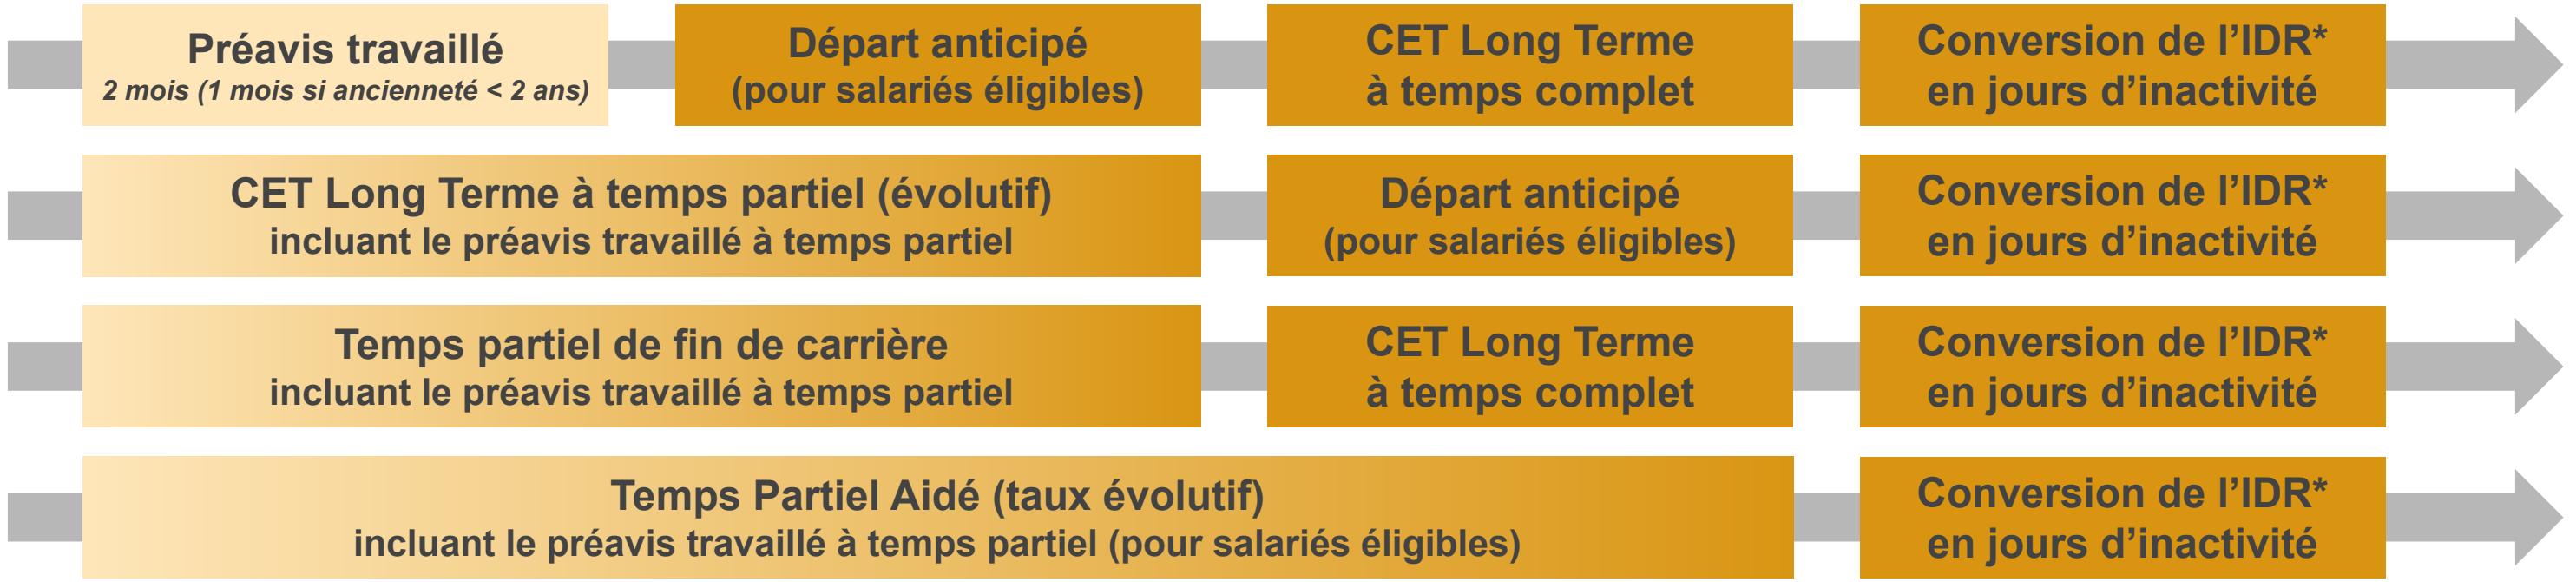 Préavis travaillé
2 mois (1 mois si ancienneté < 2 ans)
Départ anticipé
(pour salariés éligibles)
CET Long Terme
à temps complet
Conversion de l’IDR*
en jours d’inactivité
CET Long Terme à temps partiel (évolutif)
incluant le préavis travaillé à temps partiel
Départ anticipé
(pour salariés éligibles)
Conversion de l’IDR*
en jours d’inactivité
Temps partiel de fin de carrière
incluant le préavis travaillé à temps partiel
CET Long Terme
à temps complet
Conversion de l’IDR*
en jours d’inactivité
Temps Partiel Aidé (taux évolutif)
incluant le préavis travaillé à temps partiel (pour salariés éligibles)
Conversion de l’IDR*
en jours d’inactivité